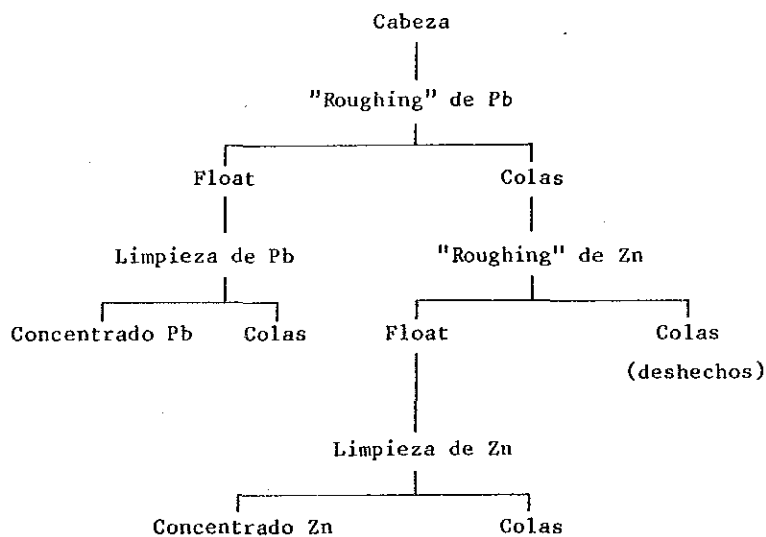 Cabeza
"Roughing" de Pb
Float Colas
Limpieza de Pb "Roughing" de Zn
Concentrado Pb Colas Float Colas
(deshechos)
Limpieza de Zn
Concentrado Zn Colas